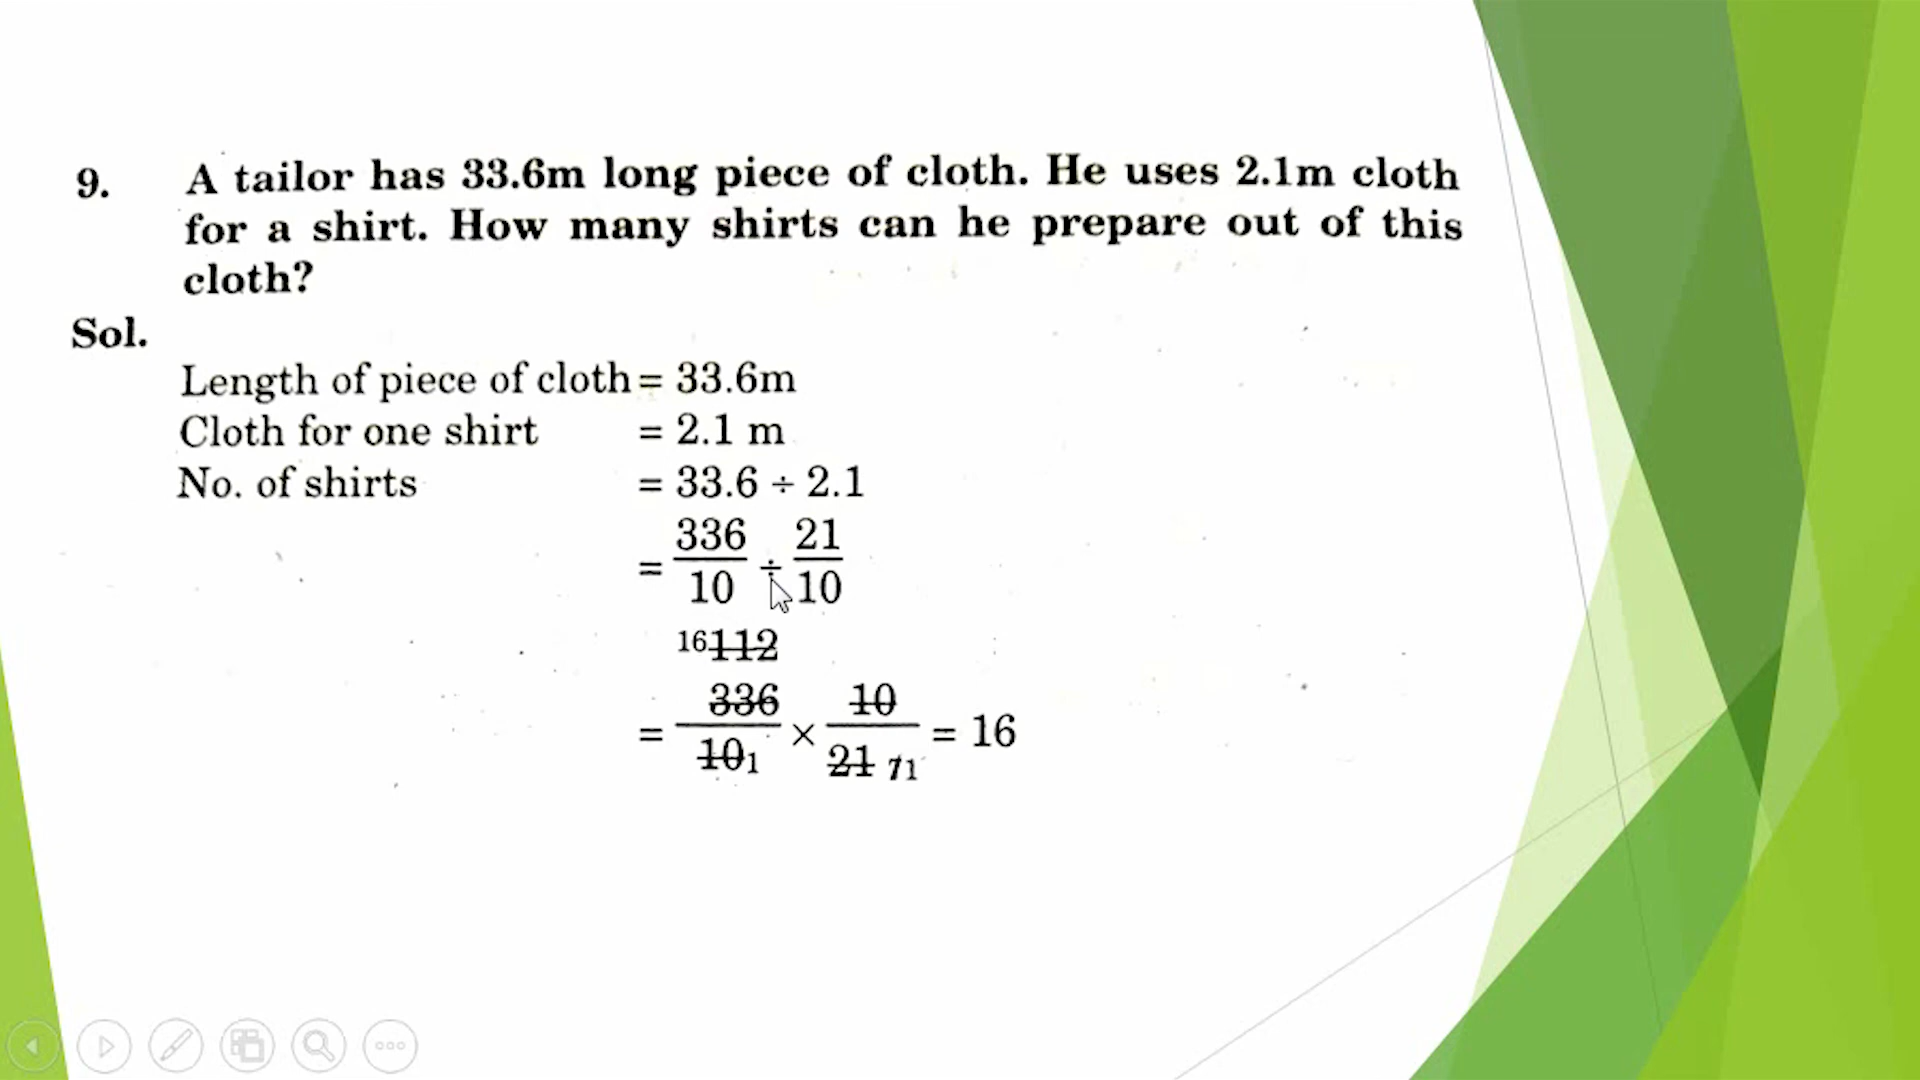 9. A tailor has 33.6m long piece of cloth. He uses 2.1m cloth
for a shirt. How many shirts can he prepare out of this
cloth?
Sol.
Length of piece of cloth = 33.6m
Cloth for one shirt = 2.1 m
No. of shirts = 33.6 ÷ 2.1
= 336/10 ÷ 21/10
16 112
= 336/10 1 × 10/21 7 1 = 16